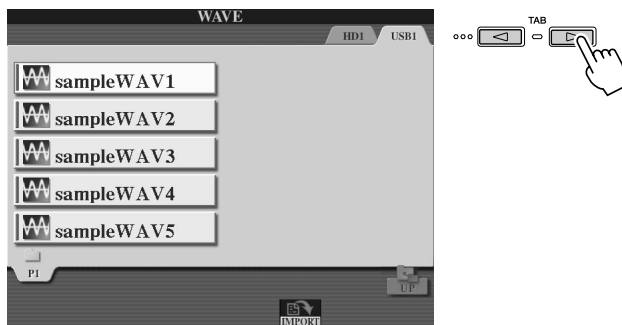 WAVE
HD1 USB1
TAB
sampleWAV1
sampleWAV2
sampleWAV3
sampleWAV4
sampleWAV5
P1
UP
IMPORT